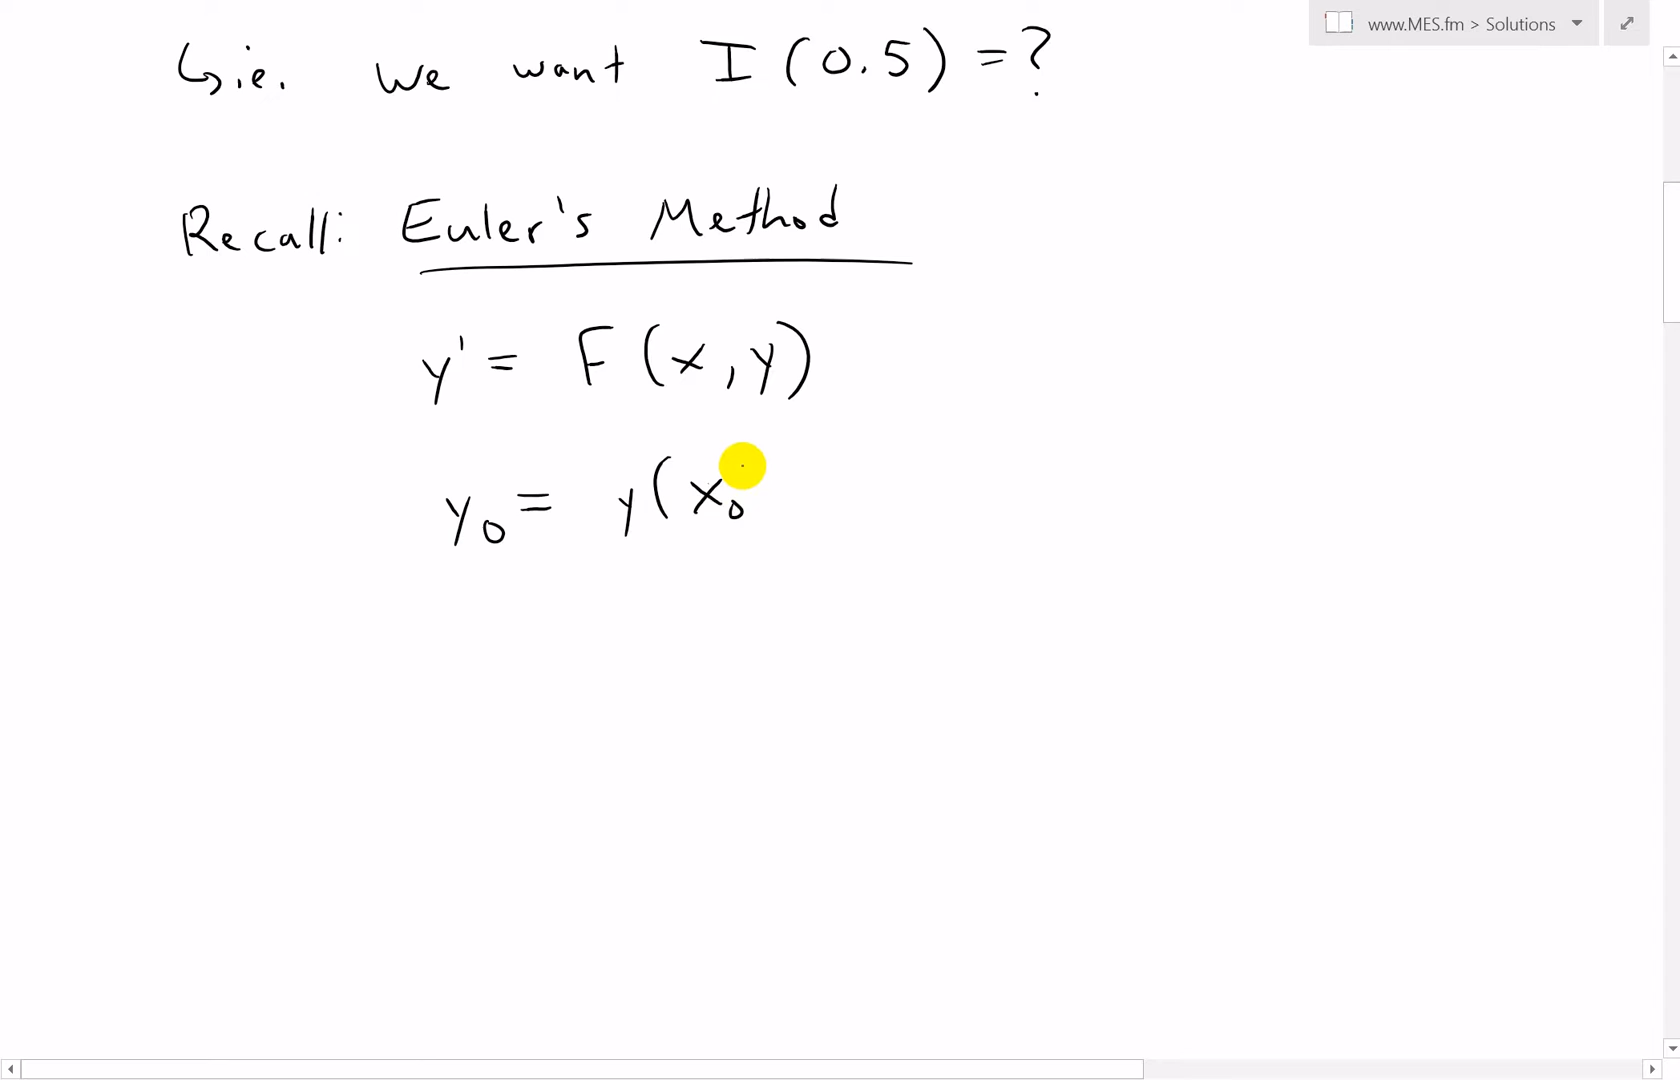 www.MES.fm > Solutions
i.e. We want I(0.5) = ?
Recall: Euler's Method
y' = F(x, y)
y₀ = y(x₀